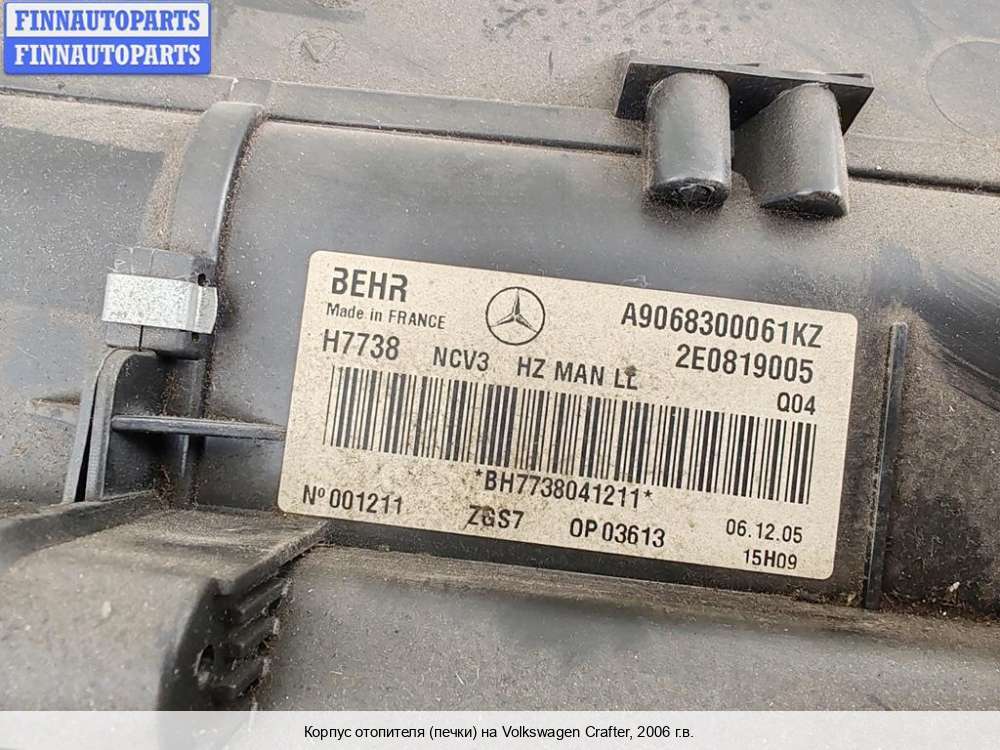 FINNAUTOPARTS
FINNAUTOPARTS
BEHR
Made in FRANCE
A9068300061KZ
H7738 NCV3 HZ MAN LL
2E0819005
Q04
*BH7738041211*
Nº 001211 ZGS7 OP 03613
06.12.05
15H09
Корпус отопителя (печки) на Volkswagen Crafter, 2006 г.в.